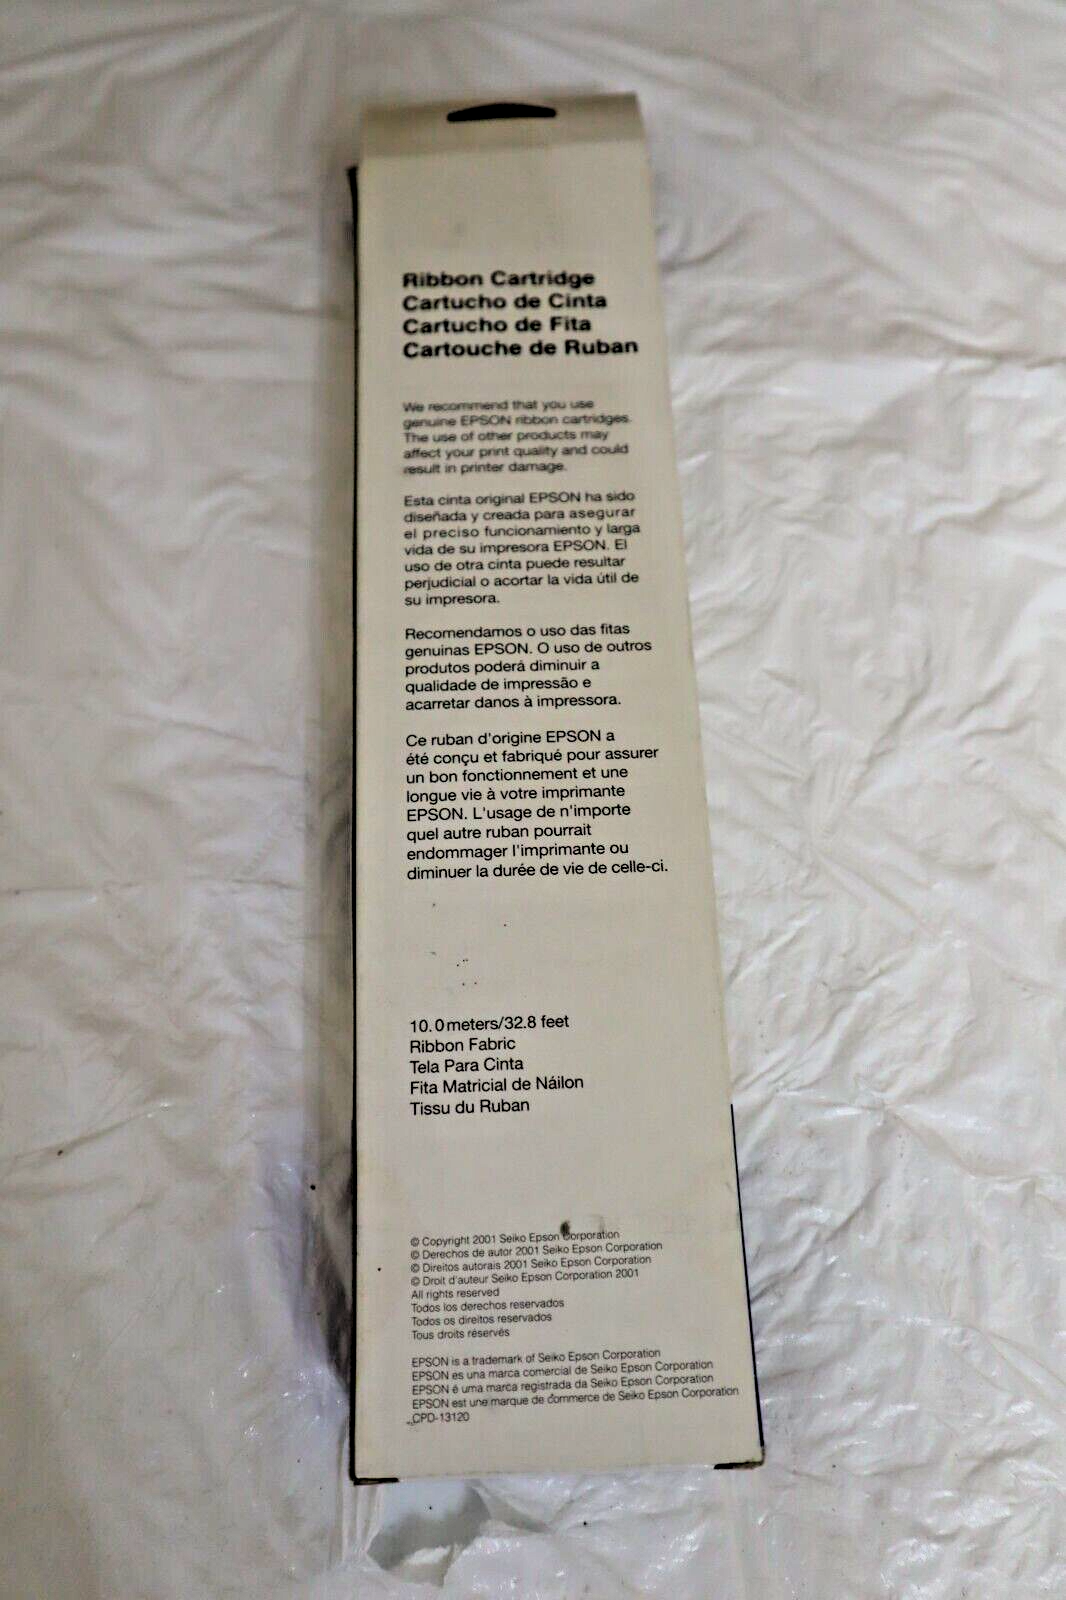 Ribbon Cartridge
Cartucho de Cinta
Cartucho de Fita
Cartouche de Ruban
We recommend that you use
genuine EPSON ribbon cartridges.
The use of other products may
affect your print quality and could
result in printer damage.
Esta cinta original EPSON ha sido
diseñada y creada para asegurar
el preciso funcionamiento y larga
vida de su impresora EPSON. El
uso de otra cinta puede resultar
perjudicial o acortar la vida útil de
su impresora.
Recomendamos o uso das fitas
genuinas EPSON. O uso de outros
produtos poderá diminuir a
qualidade de impressão e
acarretar danos à impressora.
Ce ruban d'origine EPSON a
été conçu et fabriqué pour assurer
un bon fonctionnement et une
longue vie à votre imprimante
EPSON. L'usage de n'importe
quel autre ruban pourrait
endommager l'imprimante ou
diminuer la durée de vie de celle-ci.
10.0 meters/32.8 feet
Ribbon Fabric
Tela Para Cinta
Fita Matricial de Náilon
Tissu du Ruban
© Copyright 2001 Seiko Epson Corporation
© Derechos de autor 2001 Seiko Epson Corporation
© Direitos autorais 2001 Seiko Epson Corporation
© Droit d'auteur Seiko Epson Corporation 2001
All rights reserved
Todos los derechos reservados
Todos os direitos reservados
Tous droits réservés
EPSON is a trademark of Seiko Epson Corporation
EPSON es una marca comercial de Seiko Epson Corporation
EPSON é uma marca registrada da Seiko Epson Corporation
EPSON est une marque de commerce de Seiko Epson Corporation
CPD-13120